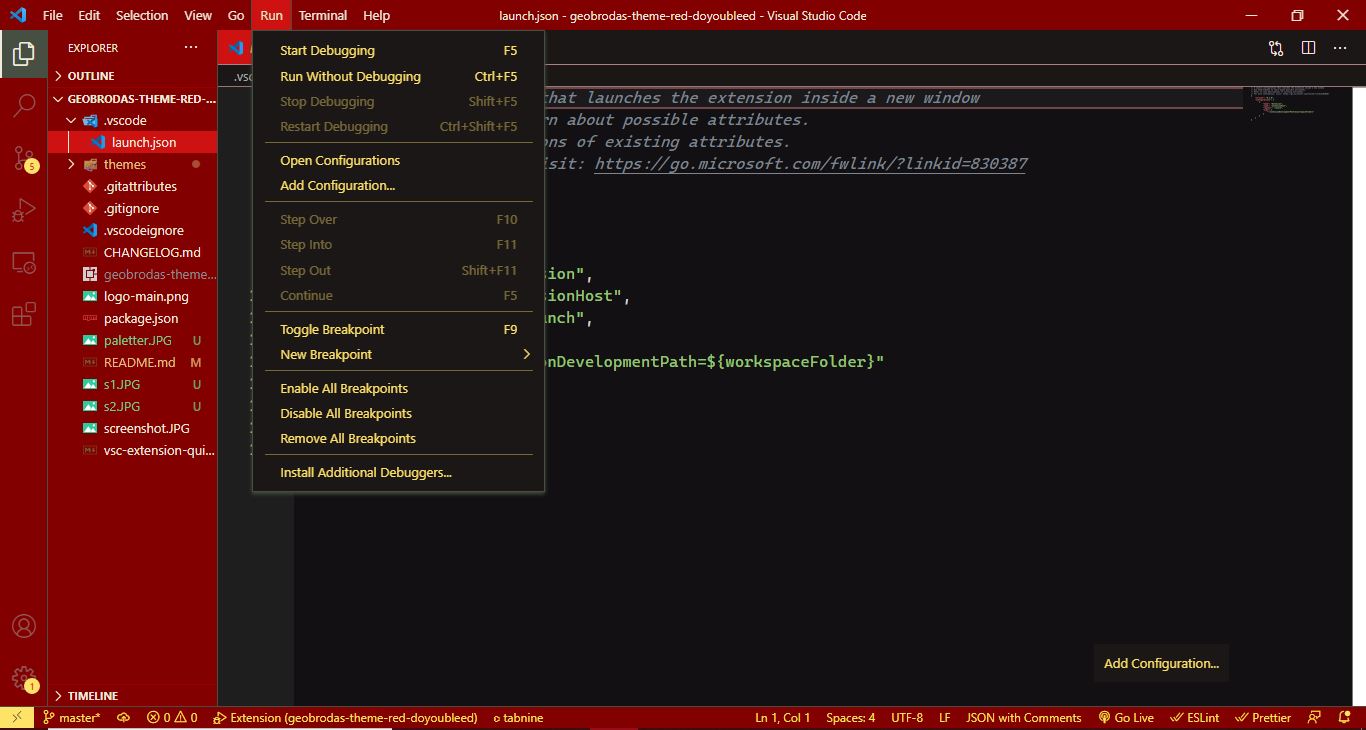 File Edit Selection View Go Run Terminal Help
launch.json - geobrodas-theme-red-doyoubleed - Visual Studio Code
EXPLORER
OUTLINE
GEOBRODAS-THEME-RED-...
.vscode
launch.json
themes
.gitattributes
.gitignore
.vscodeignore
CHANGELOG.md
geobrodas-theme...
logo-main.png
package.json
paletter.JPG U
README.md M
s1.JPG U
s2.JPG U
screenshot.JPG
vsc-extension-qui...
TIMELINE
5
1
Start Debugging F5
Run Without Debugging Ctrl+F5
Stop Debugging Shift+F5
Restart Debugging Ctrl+Shift+F5
Open Configurations
Add Configuration...
Step Over F10
Step Into F11
Step Out Shift+F11
Continue F5
Toggle Breakpoint F9
New Breakpoint
Enable All Breakpoints
Disable All Breakpoints
Remove All Breakpoints
Install Additional Debuggers...
.vsc
that launches the extension inside a new window
rn about possible attributes.
ons of existing attributes.
isit: https://go.microsoft.com/fwlink/?linkid=830387
sion",
sionHost",
unch",
onDevelopmentPath=${workspaceFolder}"
Add Configuration...
master* 0 0 Extension (geobrodas-theme-red-doyoubleed) tabnine Ln 1, Col 1 Spaces: 4 UTF-8 LF JSON with Comments Go Live ESLint Prettier